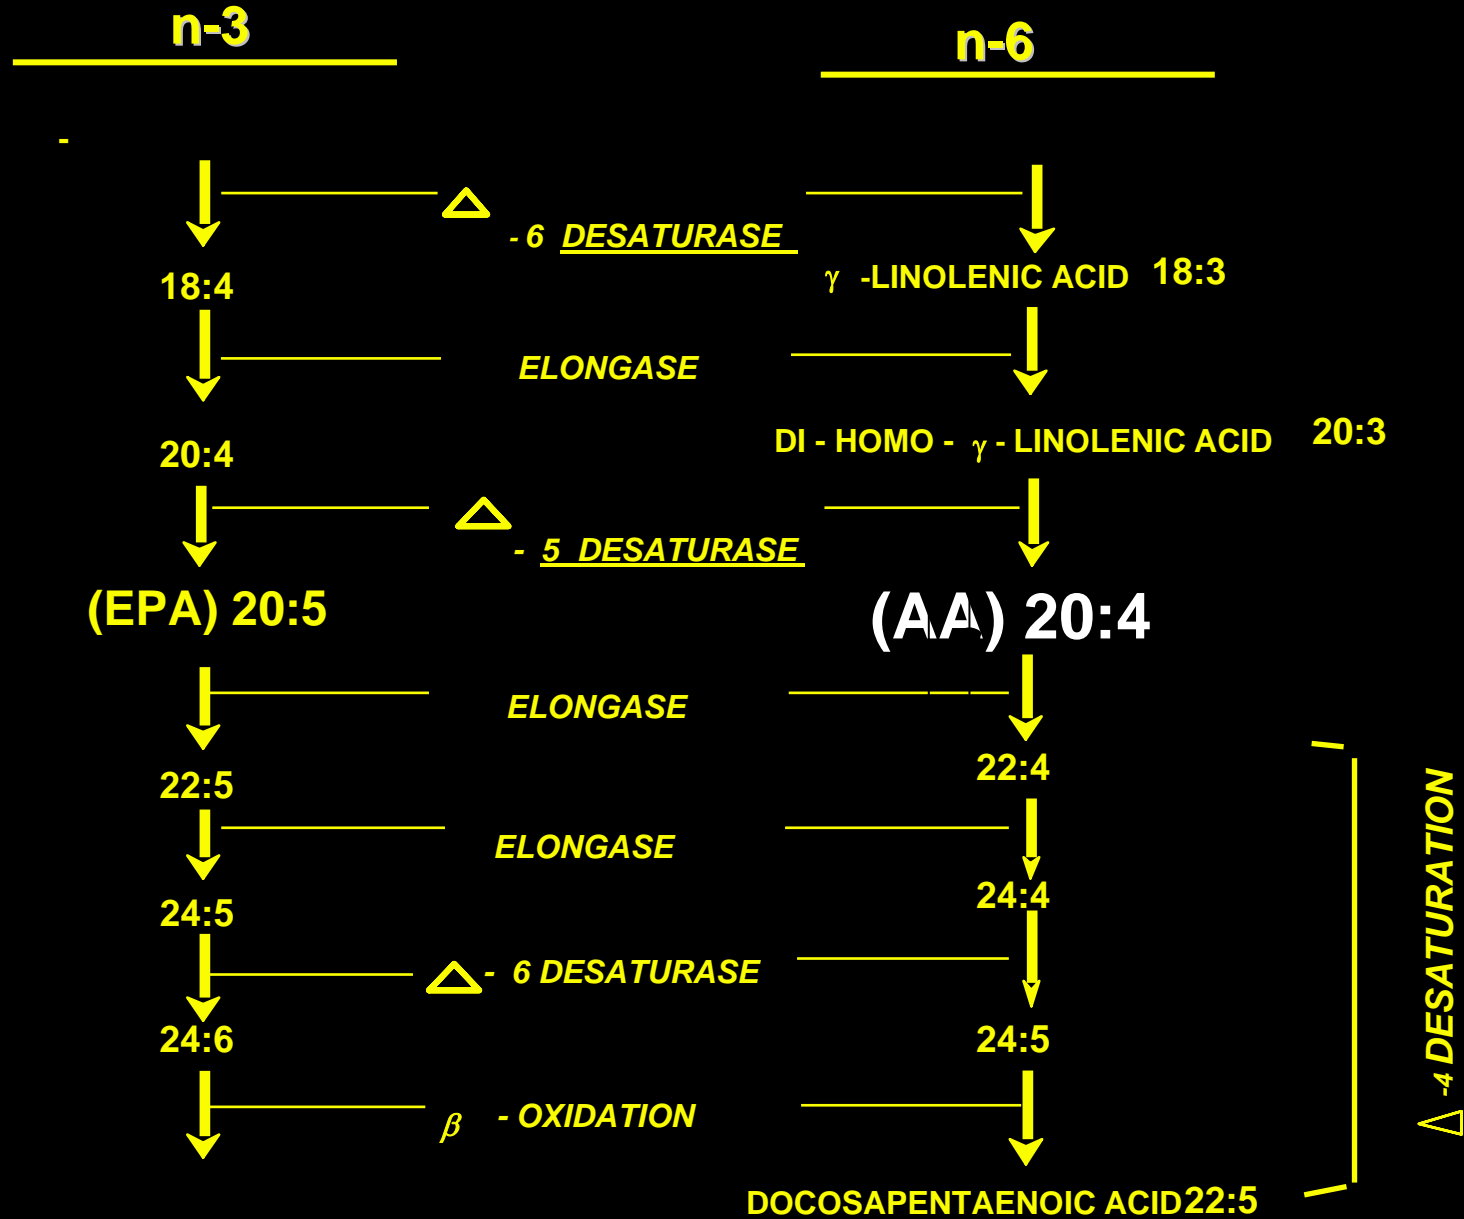 n-3
n-6
-
Δ - 6 DESATURASE
18:4
γ -LINOLENIC ACID 18:3
ELONGASE
20:4
DI - HOMO - γ - LINOLENIC ACID 20:3
Δ - 5 DESATURASE
(EPA) 20:5
(AA) 20:4
ELONGASE
22:5
22:4
ELONGASE
24:5
24:4
Δ - 6 DESATURASE
24:6
24:5
β - OXIDATION
DOCOSAPENTAENOIC ACID 22:5
Δ -4 DESATURATION